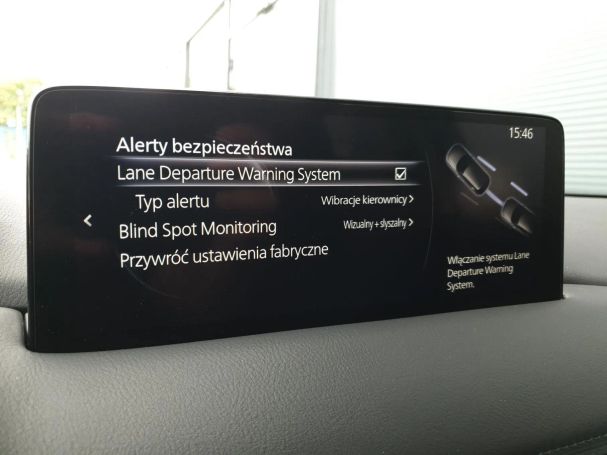 15:46
Alerty bezpieczeństwa
Lane Departure Warning System
Typ alertu Wibracje kierownicy
Blind Spot Monitoring Wizualny + słyszalny
Przywróć ustawienia fabryczne
Włączanie systemu Lane
Departure Warning
System.